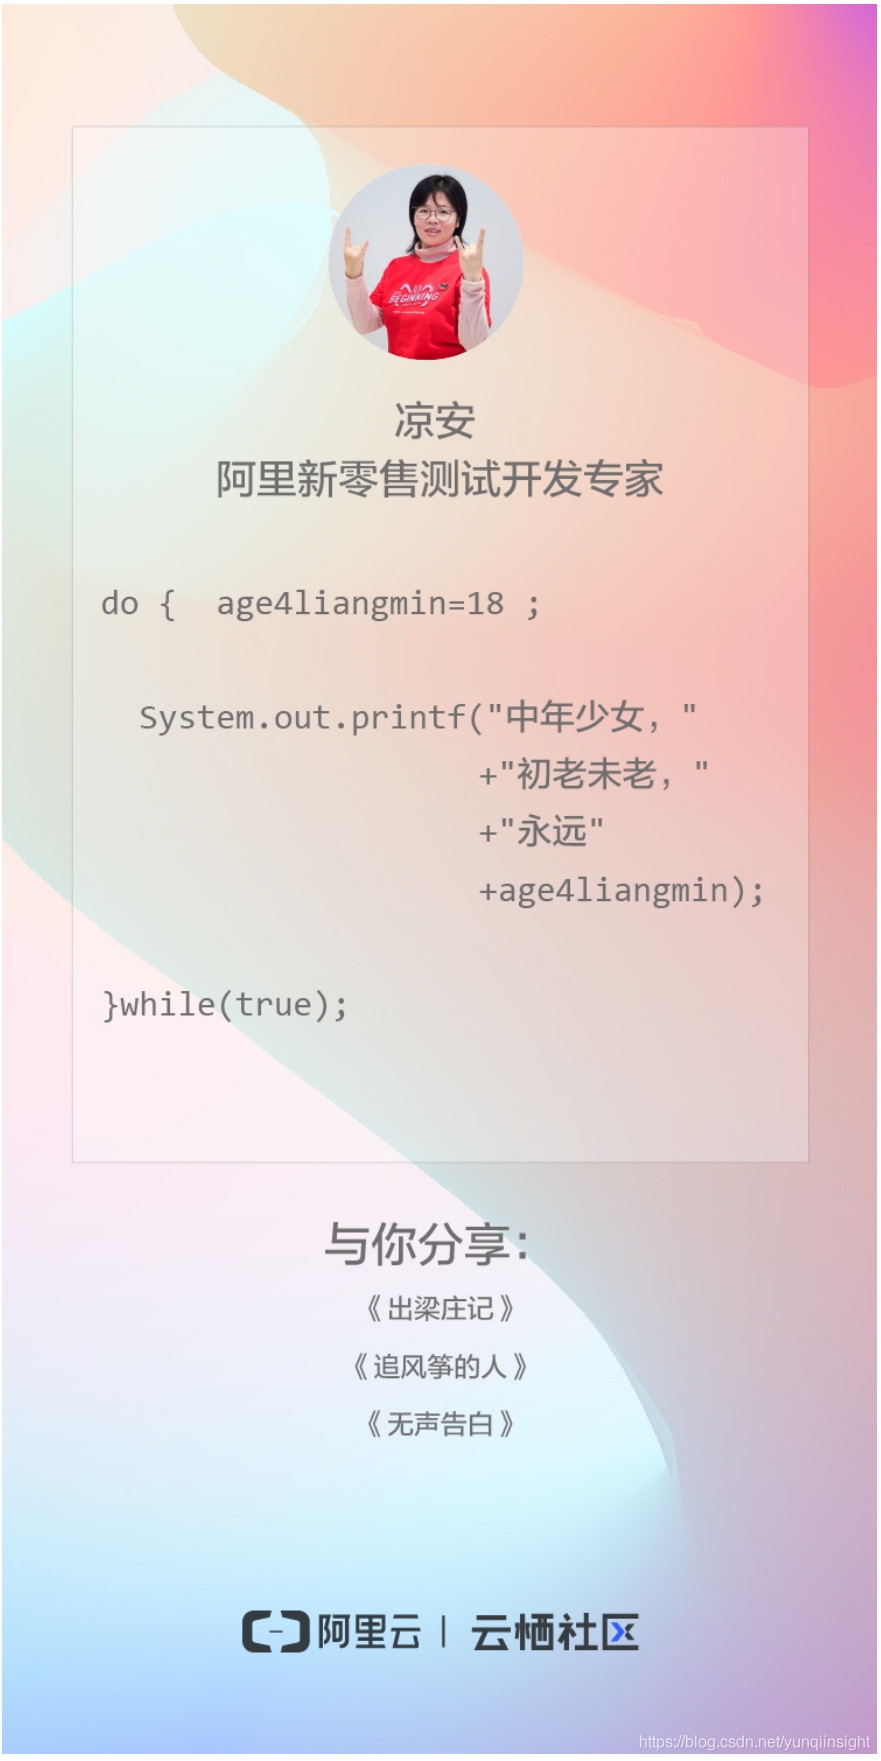 BEGINNING
凉安
阿里新零售测试开发专家
do {  age4liangmin=18 ;
System.out.printf("中年少女，"
+"初老未老，"
+"永远"
+age4liangmin);
}while(true);
与你分享：
《出梁庄记》
《追风筝的人》
《无声告白》
阿里云 | 云栖社区
https://blog.csdn.net/yunqiinsight